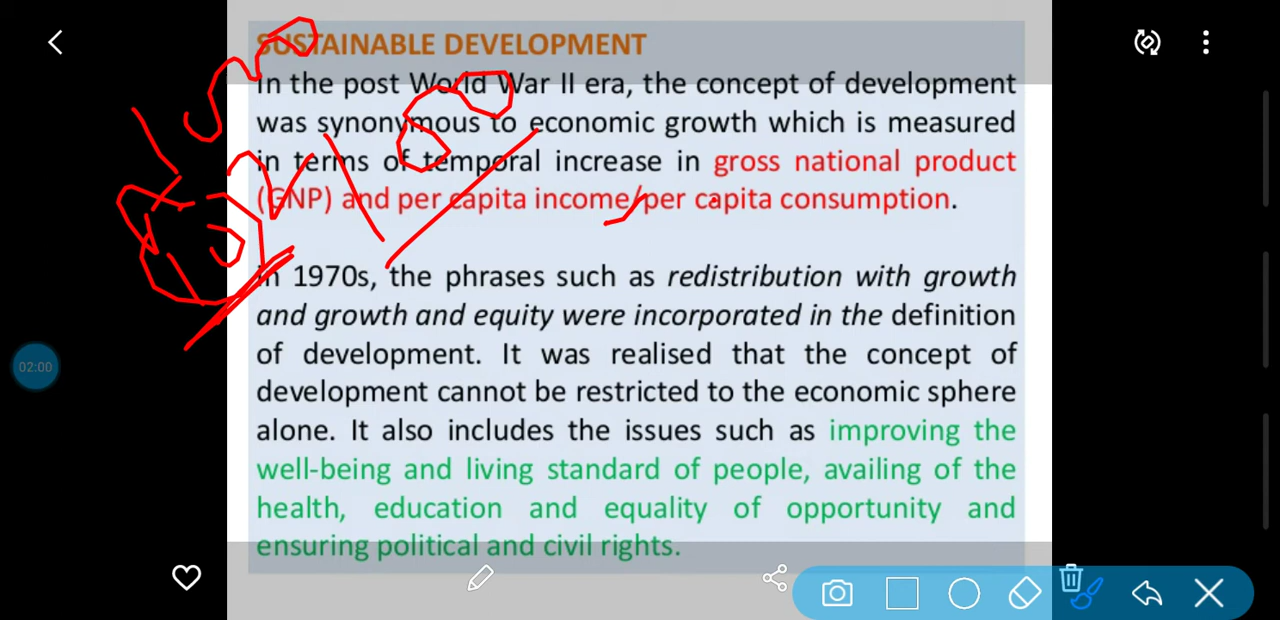 SUSTAINABLE DEVELOPMENT
In the post World War II era, the concept of development
was synonymous to economic growth which is measured
in terms of temporal increase in gross national product
(GNP) and per capita income/per capita consumption.
In 1970s, the phrases such as redistribution with growth
and growth and equity were incorporated in the definition
of development. It was realised that the concept of
development cannot be restricted to the economic sphere
alone. It also includes the issues such as improving the
well-being and living standard of people, availing of the
health, education and equality of opportunity and
ensuring political and civil rights.
02:00